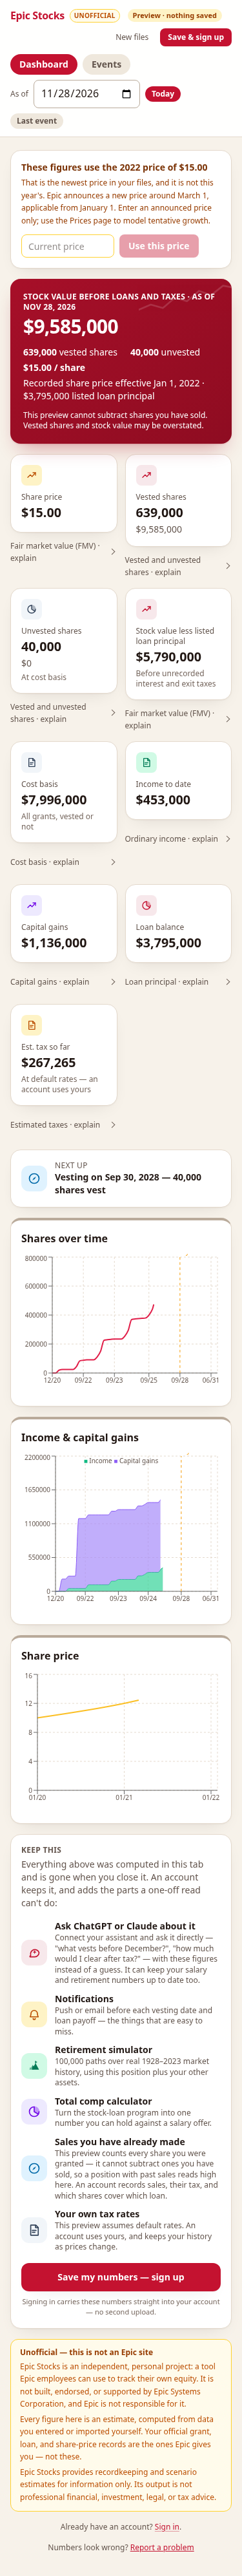 Epic Stocks UNOFFICIAL Preview · nothing saved
New files Save & sign up
Dashboard Events
As of 11/28/2026 Today
Last event
These figures use the 2022 price of $15.00
That is the newest price in your files, and it is not this
year's. Epic announces a new price around March 1,
applicable from January 1. Enter an announced price
only; use the Prices page to model tentative growth.
Current price Use this price
STOCK VALUE BEFORE LOANS AND TAXES · AS OF
NOV 28, 2026
$9,585,000
639,000 vested shares 40,000 unvested
$15.00 / share
Recorded share price effective Jan 1, 2022 ·
$3,795,000 listed loan principal
This preview cannot subtract shares you have sold.
Vested shares and stock value may be overstated.
Share price
$15.00
Fair market value (FMV) ·
explain
Vested shares
639,000
$9,585,000
Vested and unvested
shares · explain
Unvested shares
40,000
$0
At cost basis
Vested and unvested
shares · explain
Stock value less listed
loan principal
$5,790,000
Before unrecorded
interest and exit taxes
Fair market value (FMV) ·
explain
Cost basis
$7,996,000
All grants, vested or
not
Cost basis · explain
Income to date
$453,000
Ordinary income · explain
Capital gains
$1,136,000
Capital gains · explain
Loan balance
$3,795,000
Loan principal · explain
Est. tax so far
$267,265
At default rates — an
account uses yours
Estimated taxes · explain
NEXT UP
Vesting on Sep 30, 2028 — 40,000
shares vest
Shares over time
800000
600000
400000
200000
0
12/20 09/22 09/23 09/25 09/28 06/31
Income & capital gains
Income Capital gains
2200000
1650000
1100000
550000
0
12/20 09/22 09/23 09/24 09/28 06/31
Share price
16
12
8
4
0
01/20 01/21 01/22
KEEP THIS
Everything above was computed in this tab
and is gone when you close it. An account
keeps it, and adds the parts a one-off read
can't do:
Ask ChatGPT or Claude about it
Connect your assistant and ask it directly —
"what vests before December?", "how much
would I clear after tax?" — with these figures
instead of a guess. It can keep your salary
and retirement numbers up to date too.
Notifications
Push or email before each vesting date and
loan payoff — the things that are easy to
miss.
Retirement simulator
100,000 paths over real 1928–2023 market
history, using this position plus your other
assets.
Total comp calculator
Turn the stock-loan program into one
number you can hold against a salary offer.
Sales you have already made
This preview counts every share you were
granted — it cannot subtract ones you have
sold, so a position with past sales reads high
here. An account records sales, their tax, and
which shares cover which loan.
Your own tax rates
This preview assumes default rates. An
account uses yours, and keeps your history
as prices change.
Save my numbers — sign up
Signing in carries these numbers straight into your account
— no second upload.
Unofficial — this is not an Epic site
Epic Stocks is an independent, personal project: a tool
Epic employees can use to track their own equity. It is
not built, endorsed, or supported by Epic Systems
Corporation, and Epic is not responsible for it.
Every figure here is an estimate, computed from data
you entered or imported yourself. Your official grant,
loan, and share-price records are the ones Epic gives
you — not these.
Epic Stocks provides recordkeeping and scenario
estimates for information only. Its output is not
professional financial, investment, legal, or tax advice.
Already have an account? Sign in.
Numbers look wrong? Report a problem